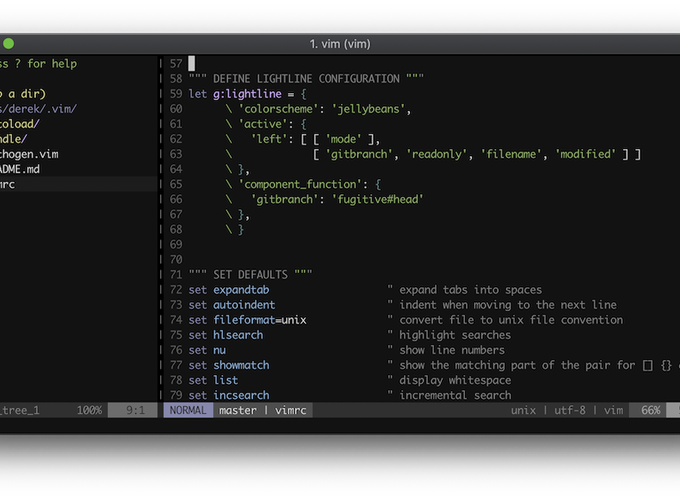 1. vim (vim)
ss ? for help
o a dir)
s/derek/.vim/
toload/
ndle/
thogen.vim
ADME.md
mrc
_tree_1 100% 9:1
57
58 """ DEFINE LIGHTLINE CONFIGURATION """
59 let g:lightline = {
60 \ 'colorscheme': 'jellybeans',
61 \ 'active': {
62 \ 'left': [ [ 'mode' ],
63 \ [ 'gitbranch', 'readonly', 'filename', 'modified' ] ]
64 \ },
65 \ 'component_function': {
66 \ 'gitbranch': 'fugitive#head'
67 \ },
68 \ }
69
70
71 """ SET DEFAULTS """
72 set expandtab " expand tabs into spaces
73 set autoindent " indent when moving to the next line
74 set fileformat=unix " convert file to unix file convention
75 set hlsearch " highlight searches
76 set nu " show line numbers
77 set showmatch " show the matching part of the pair for [] {}
78 set list " display whitespace
79 set incsearch " incremental search
NORMAL master | vimrc unix | utf-8 | vim 66%